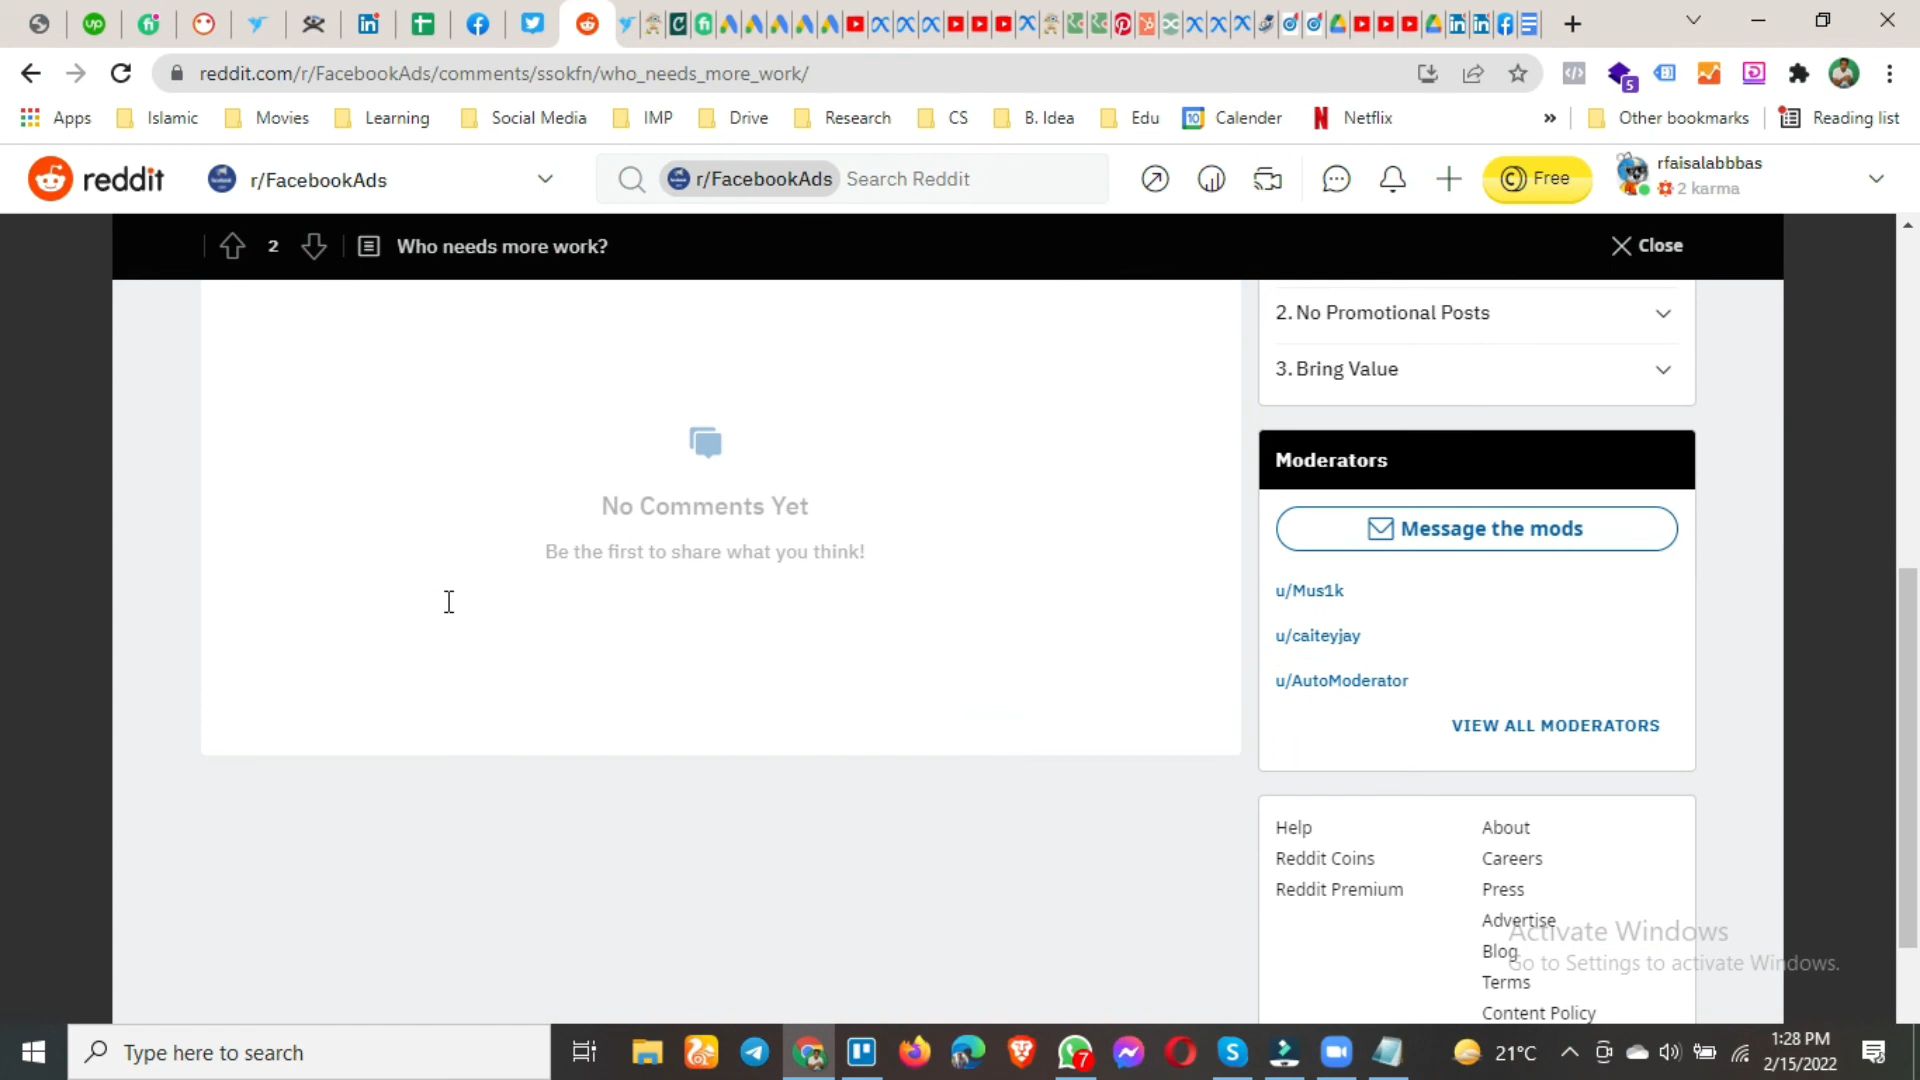 reddit.com/r/FacebookAds/comments/ssokfn/who_needs_more_work/
5
Apps
Islamic
Movies
Learning
Social Media
IMP
Drive
Research
CS
B. Idea
Edu
10
Calender
Netflix
»
Other bookmarks
Reading list
reddit
r/FacebookAds
r/FacebookAds
Search Reddit
Free
rfaisalabbbas
2 karma
2
Who needs more work?
Close
2. No Promotional Posts
3. Bring Value
No Comments Yet
Be the first to share what you think!
Moderators
Message the mods
u/Mus1k
u/caiteyjay
u/AutoModerator
VIEW ALL MODERATORS
Help
About
Reddit Coins
Careers
Reddit Premium
Press
Advertise
Blog
Terms
Content Policy
Activate Windows
Go to Settings to activate Windows.
Type here to search
7
21°C
1:28 PM
2/15/2022